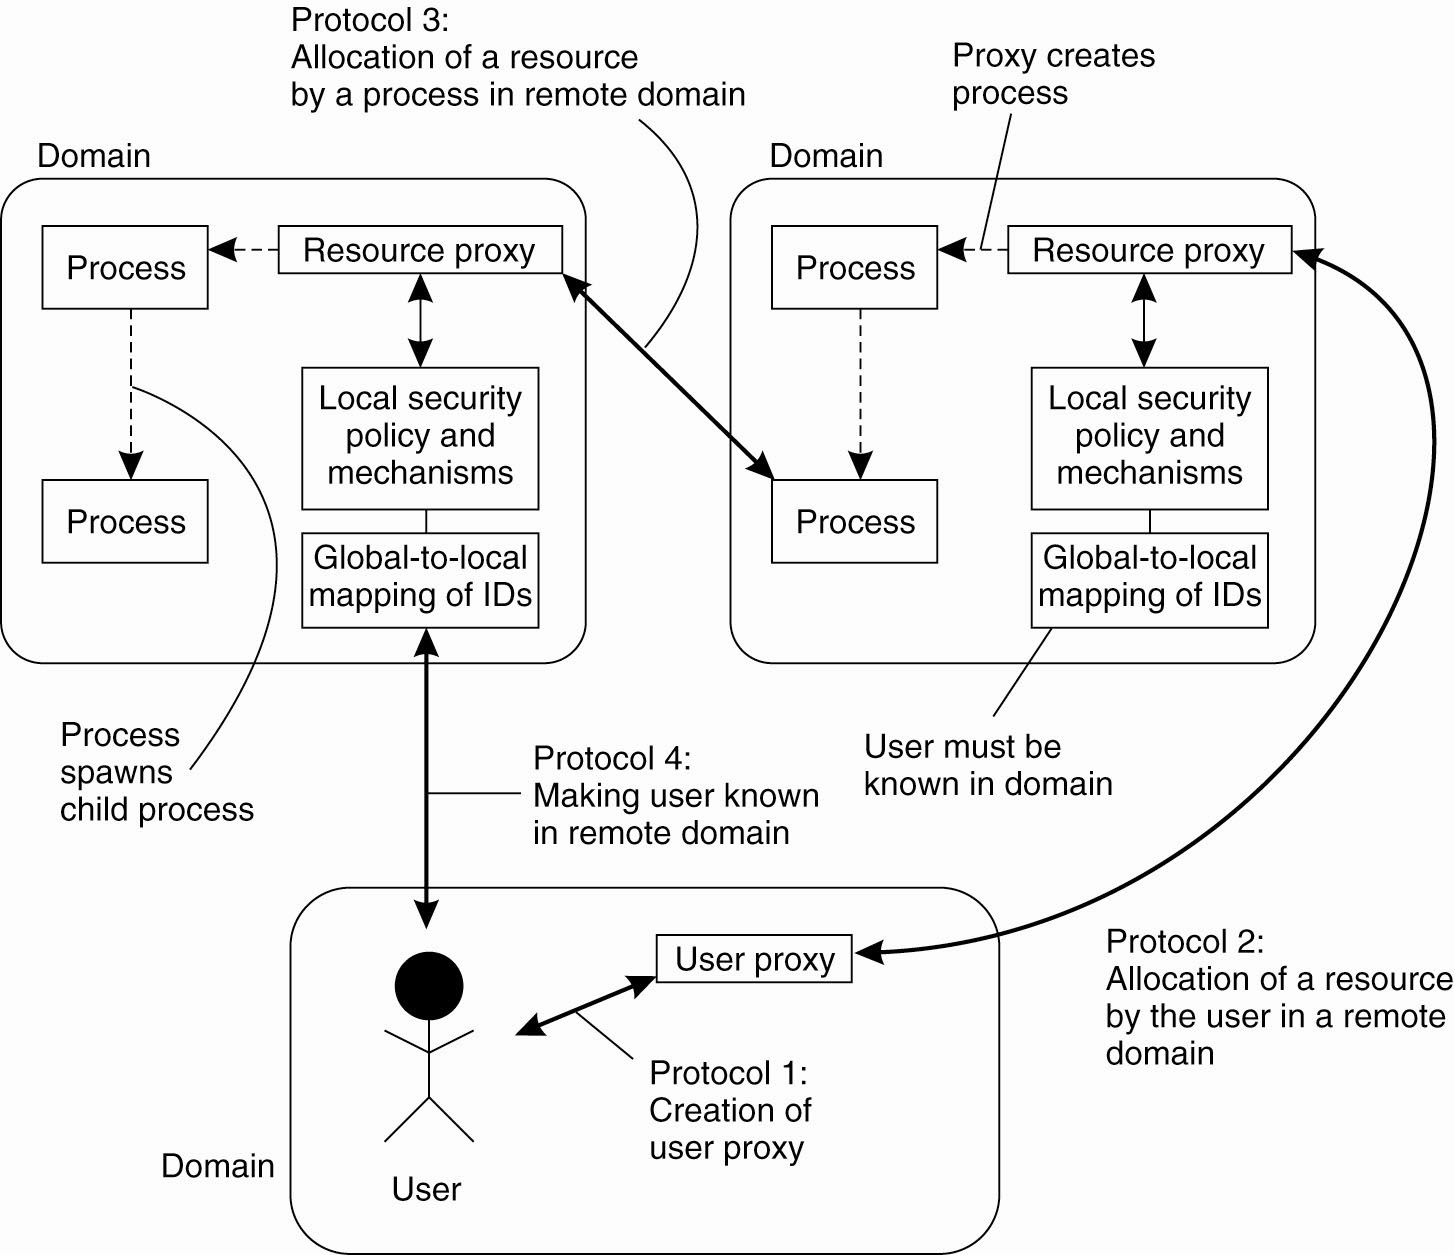 Protocol 3:
Allocation of a resource
by a process in remote domain
Proxy creates
process
Domain
Domain
Process
Resource proxy
Process
Resource proxy
Local security
policy and
mechanisms
Local security
policy and
mechanisms
Process
Process
Global-to-local
mapping of IDs
Global-to-local
mapping of IDs
Process
spawns
child process
Protocol 4:
Making user known
in remote domain
User must be
known in domain
User proxy
Protocol 2:
Allocation of a resource
by the user in a remote
domain
Protocol 1:
Creation of
user proxy
Domain
User